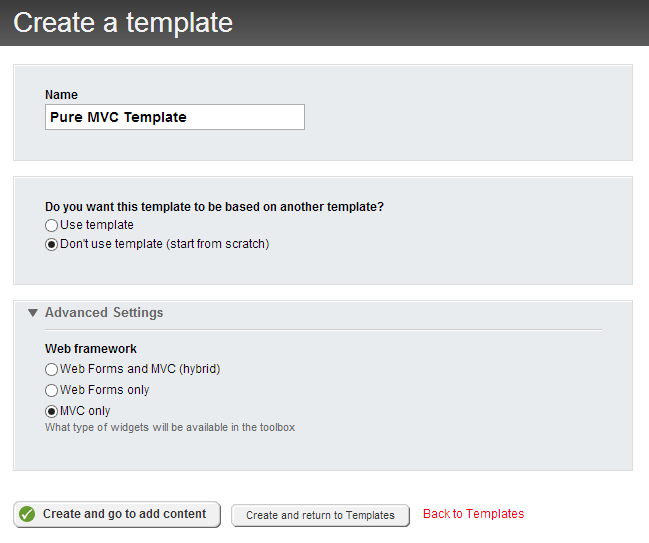 Create a template
Name
Pure MVC Template
Do you want this template to be based on another template?
Use template
Don't use template (start from scratch)
Advanced Settings
Web framework
Web Forms and MVC (hybrid)
Web Forms only
MVC only
What type of widgets will be available in the toolbox
Create and go to add content Create and return to Templates Back to Templates